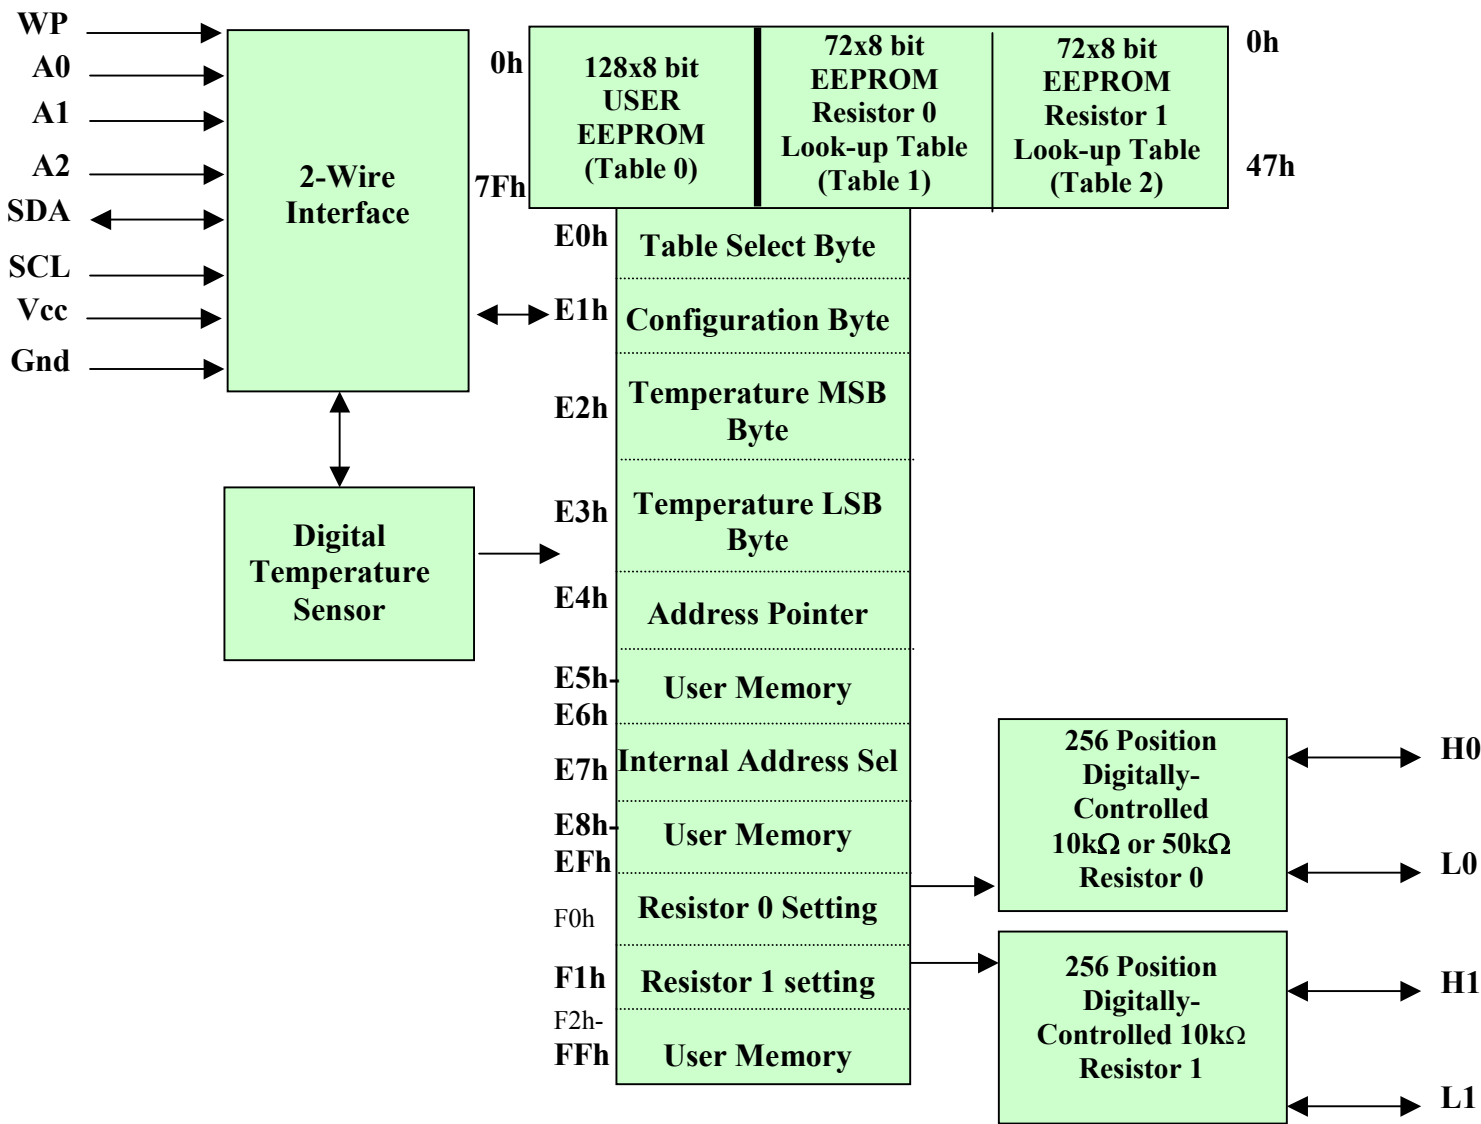 WP
A0
A1
A2
SDA
SCL
Vcc
Gnd
2-Wire
Interface
Digital
Temperature
Sensor
0h
7Fh
128x8 bit
USER
EEPROM
(Table 0)
72x8 bit
EEPROM
Resistor 0
Look-up Table
(Table 1)
72x8 bit
EEPROM
Resistor 1
Look-up Table
(Table 2)
0h
47h
E0h
Table Select Byte
E1h
Configuration Byte
E2h
Temperature MSB
Byte
E3h
Temperature LSB
Byte
E4h
Address Pointer
E5h-
E6h
User Memory
E7h
Internal Address Sel
E8h-
EFh
User Memory
F0h
Resistor 0 Setting
F1h
Resistor 1 setting
F2h-
FFh
User Memory
256 Position
Digitally-
Controlled
10kΩ or 50kΩ
Resistor 0
H0
L0
256 Position
Digitally-
Controlled 10kΩ
Resistor 1
H1
L1